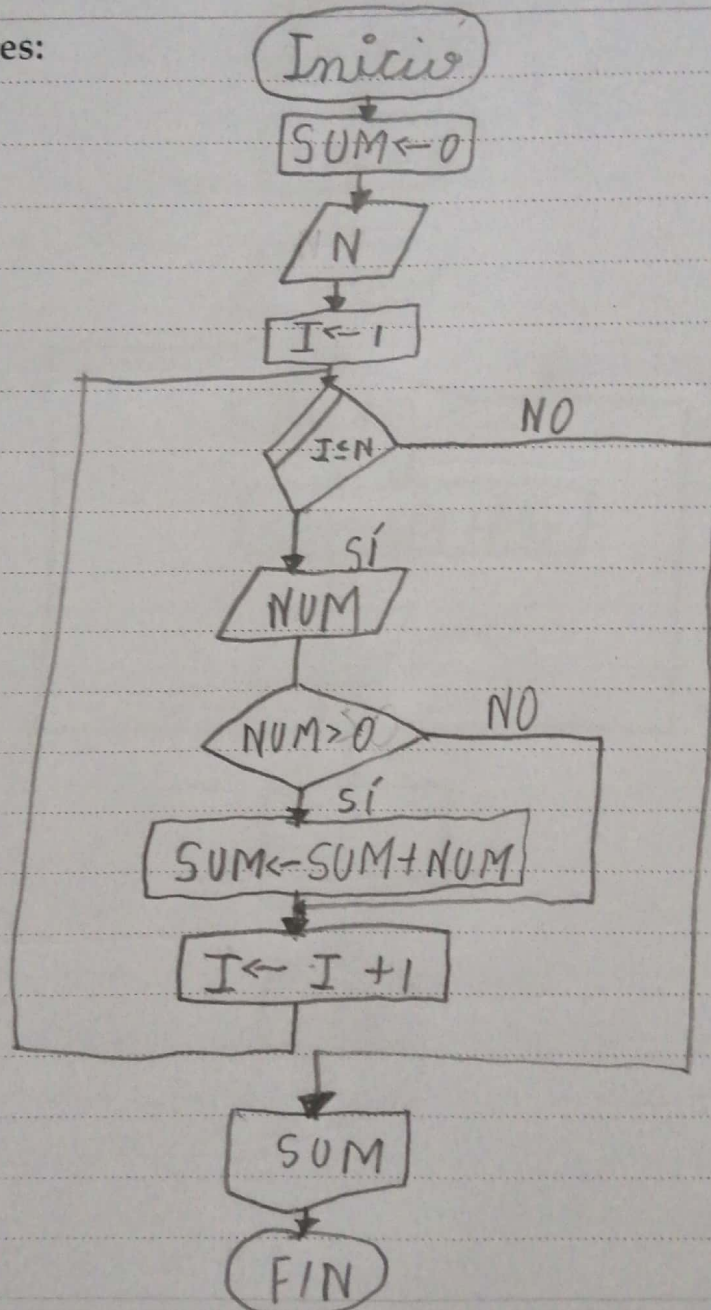 es:
Inicio
SUM←0
N
I←1
I≤N
NO
SÍ
NUM
NUM>0
NO
SÍ
SUM←SUM+NUM
I← I +1
SUM
FIN